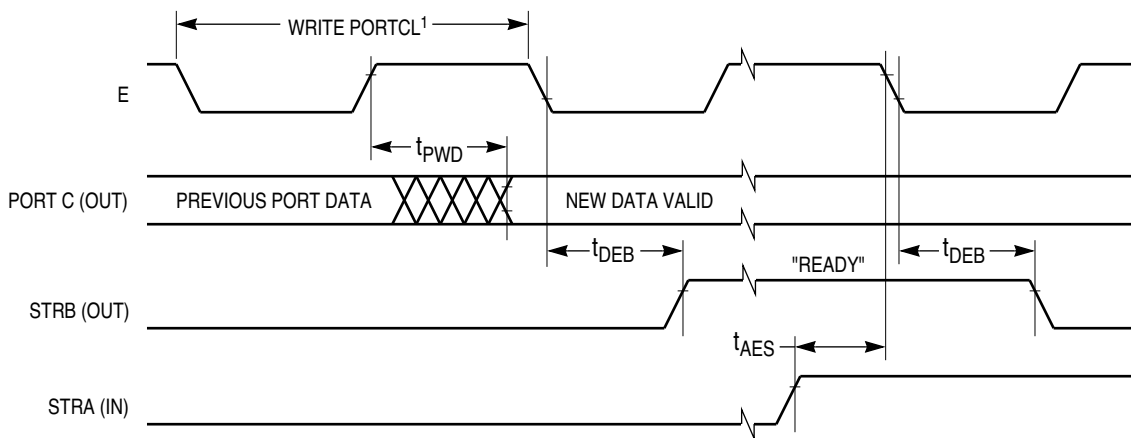 WRITE PORTCL1
E
tPWD
PORT C (OUT)
PREVIOUS PORT DATA
NEW DATA VALID
tDEB
"READY"
tDEB
STRB (OUT)
tAES
STRA (IN)